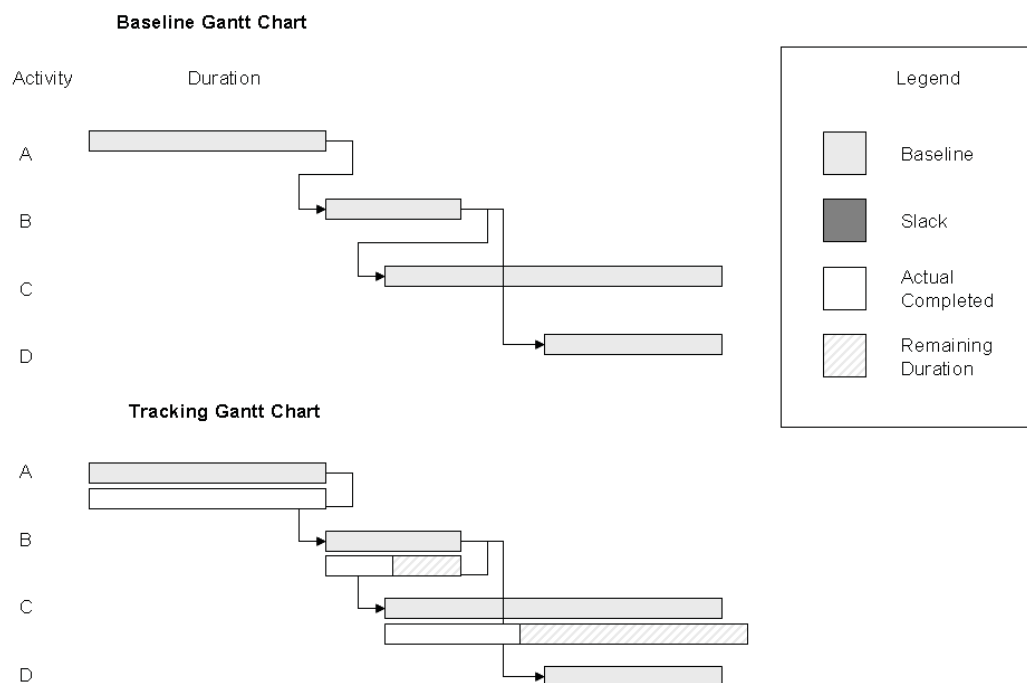 Baseline Gantt Chart
Activity
Duration
A
B
C
D
Legend
Baseline
Slack
Actual
Completed
Remaining
Duration
Tracking Gantt Chart
A
B
C
D